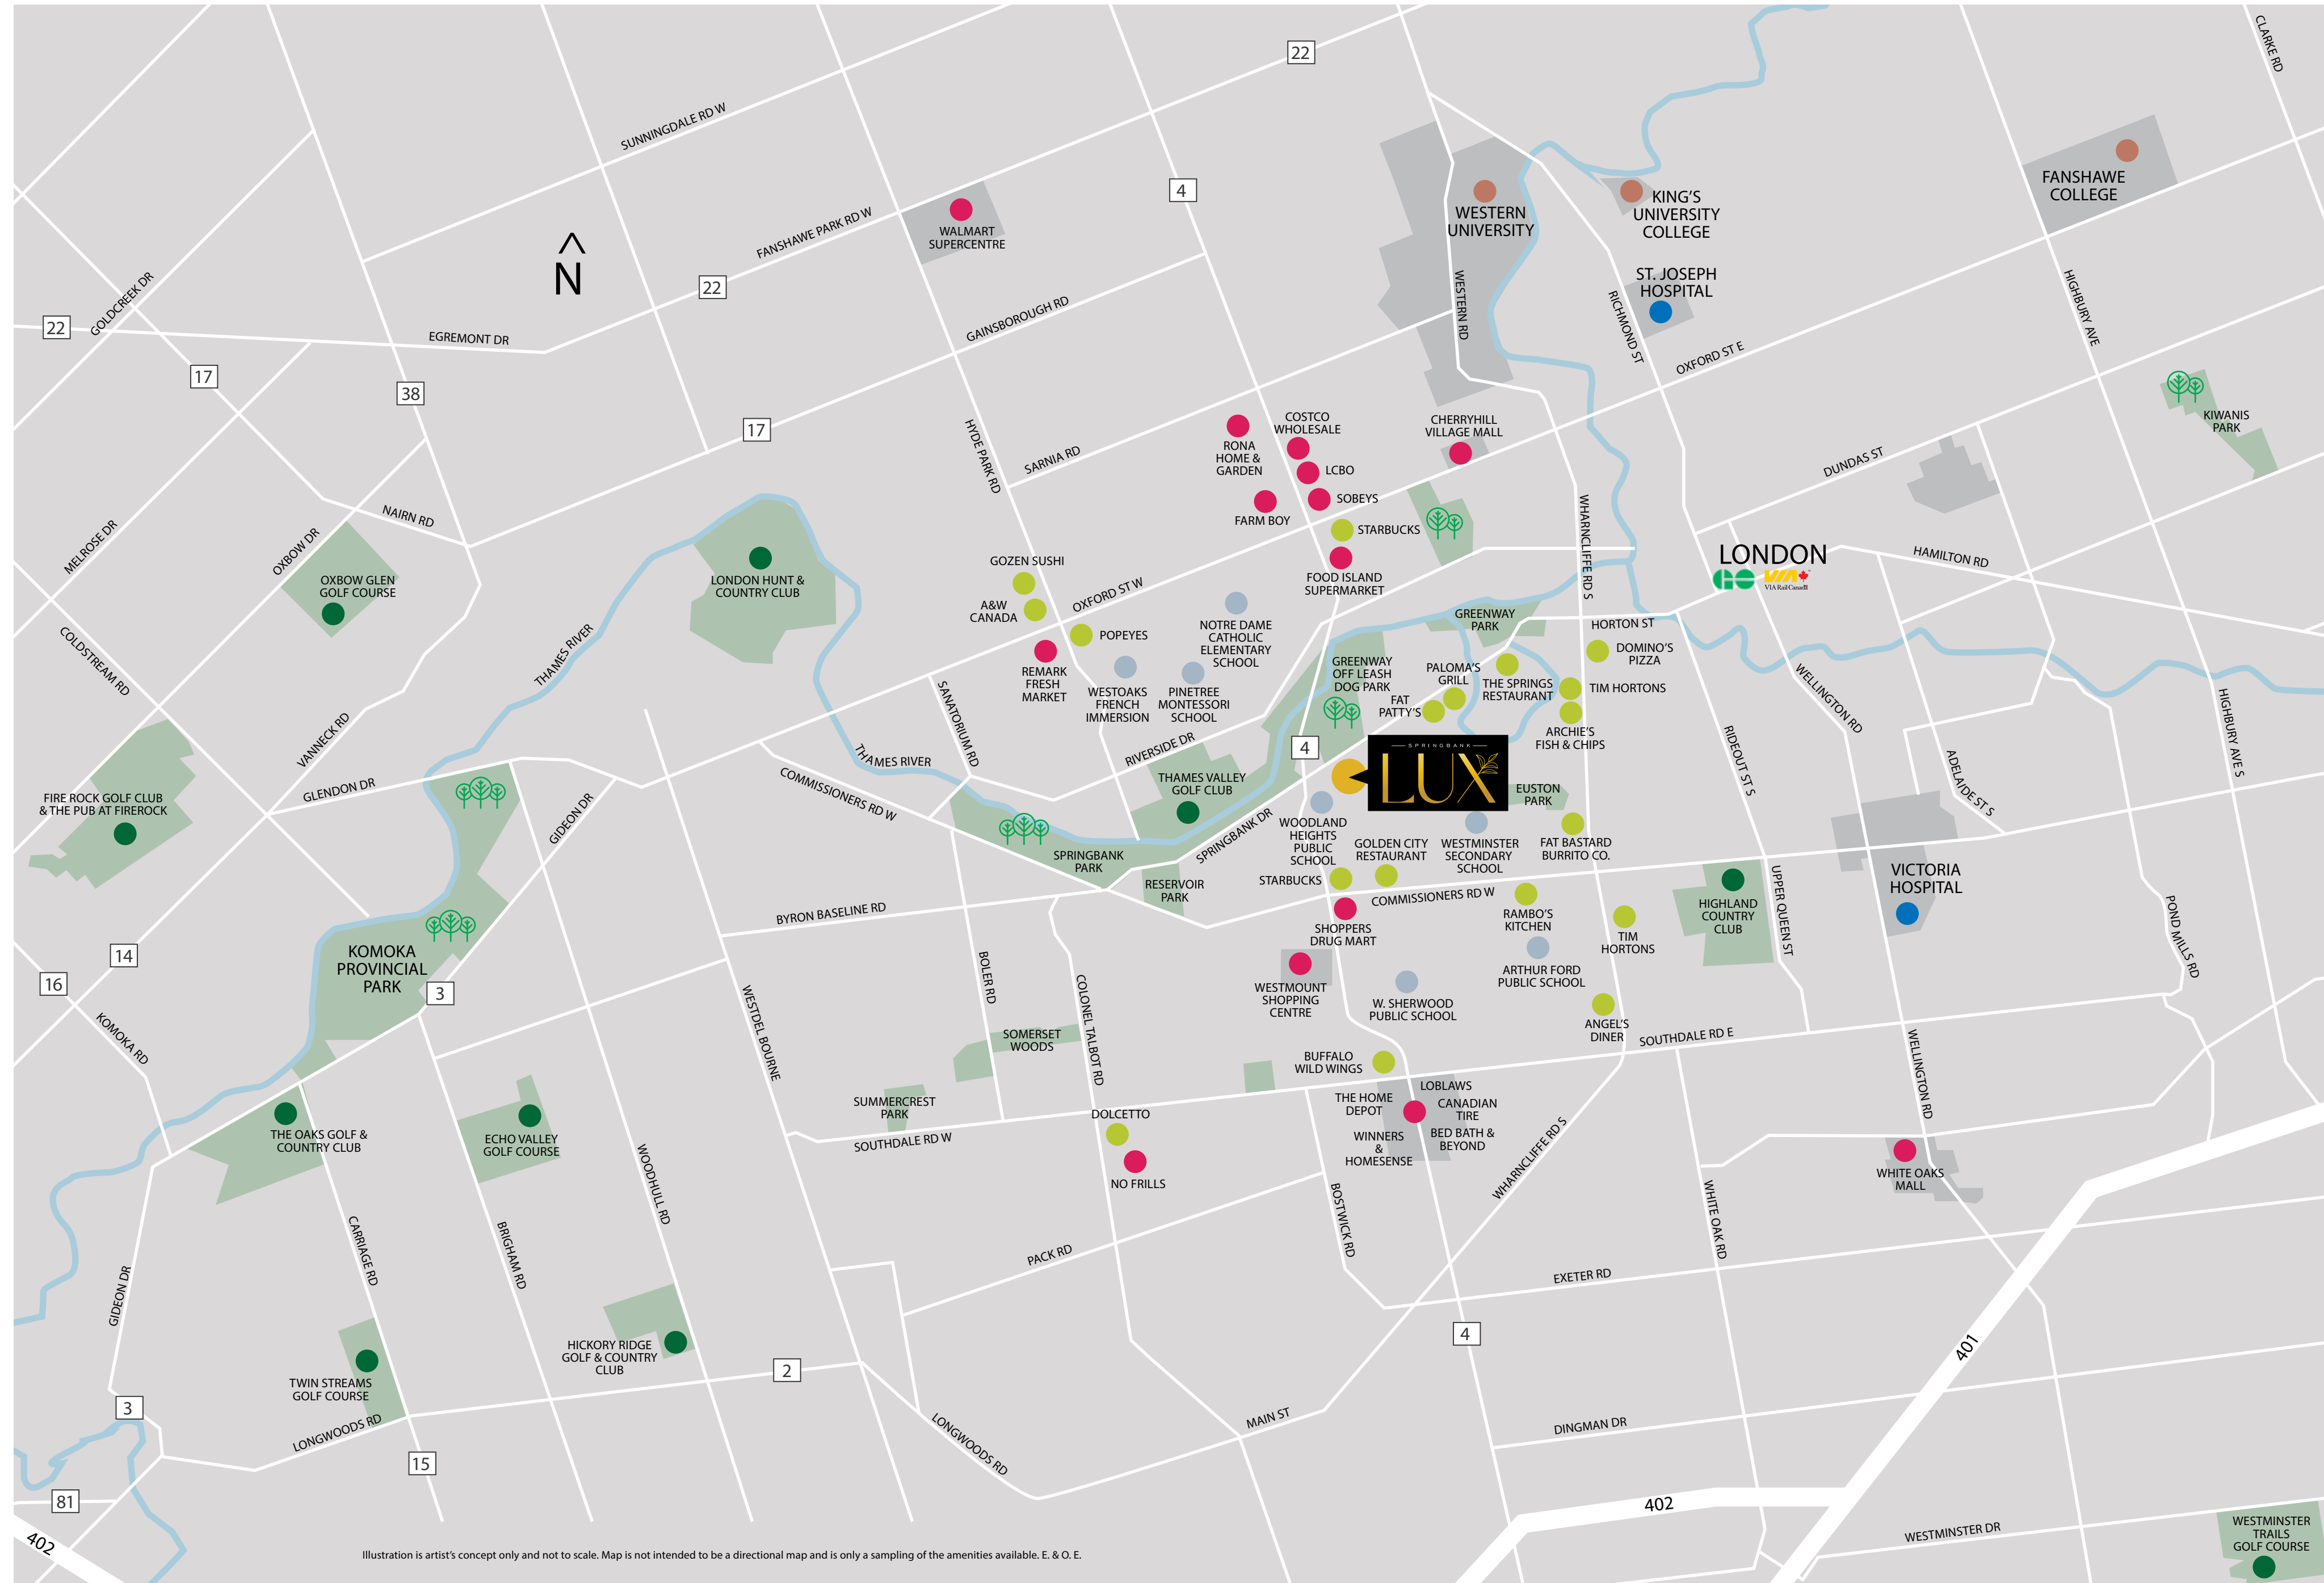 22
CLARKE RD
SUNNINGDALE RD W
4
FANSHAWE
COLLEGE
WESTERN
UNIVERSITY
KING'S
UNIVERSITY
COLLEGE
FANSHAWE PARK RD W
WALMART
SUPERCENTRE
^
N
22
ST. JOSEPH
HOSPITAL
GOLDCREEK DR
22
EGREMONT DR
GAINSBOROUGH RD
WESTERN RD
RICHMOND ST
HIGHBURY AVE
OXFORD ST E
17
38
17
HYDE PARK RD
SARNIA RD
RONA
HOME &
GARDEN
COSTCO
WHOLESALE
LCBO
SOBEYS
FARM BOY
STARBUCKS
FOOD ISLAND
SUPERMARKET
CHERRYHILL
VILLAGE MALL
KIWANIS
PARK
DUNDAS ST
NAIRN RD
MELROSE DR
OXBOW DR
OXBOW GLEN
GOLF COURSE
LONDON HUNT &
COUNTRY CLUB
GOZEN SUSHI
A&W
CANADA
OXFORD ST W
POPEYES
REMARK
FRESH
MARKET
WESTOAKS
FRENCH
IMMERSION
PINETREE
MONTESSORI
SCHOOL
NOTRE DAME
CATHOLIC
ELEMENTARY
SCHOOL
WHARNCLIFFE RD S
LONDON
GO
VIA
VIA Rail Canada
HAMILTON RD
GREENWAY
PARK
HORTON ST
DOMINO'S
PIZZA
GREENWAY
OFF LEASH
DOG PARK
PALOMA'S
GRILL
FAT
PATTY'S
THE SPRINGS
RESTAURANT
TIM HORTONS
ARCHIE'S
FISH & CHIPS
COLDSTREAM RD
THAMES RIVER
VANNECK RD
SANATORIUM RD
THAMES RIVER
RIVERSIDE DR
4
SPRINGBANK
LUX
WELLINGTON RD
RIDEOUT ST S
ADELAIDE ST S
HIGHBURY AVE S
FIRE ROCK GOLF CLUB
& THE PUB AT FIREROCK
GLENDON DR
GIDEON DR
COMMISSIONERS RD W
THAMES VALLEY
GOLF CLUB
SPRINGBANK DR
SPRINGBANK
PARK
RESERVOIR
PARK
WOODLAND
HEIGHTS
PUBLIC
SCHOOL
EUSTON
PARK
GOLDEN CITY
RESTAURANT
WESTMINSTER
SECONDARY
SCHOOL
FAT BASTARD
BURRITO CO.
STARBUCKS
COMMISSIONERS RD W
RAMBO'S
KITCHEN
TIM
HORTONS
HIGHLAND
COUNTRY
CLUB
UPPER QUEEN ST
VICTORIA
HOSPITAL
POND MILLS RD
BYRON BASELINE RD
SHOPPERS
DRUG MART
WESTMOUNT
SHOPPING
CENTRE
W. SHERWOOD
PUBLIC SCHOOL
ARTHUR FORD
PUBLIC SCHOOL
ANGEL'S
DINER
KOMOKA
PROVINCIAL
PARK
14
16
3
KOMOKA RD
WESTDEL BOURNE
BOLER RD
COLONEL TALBOT RD
SOMERSET
WOODS
SUMMERCREST
PARK
SOUTHDALE RD W
SOUTHDALE RD E
BUFFALO
WILD WINGS
LOBLAWS
THE HOME
DEPOT
CANADIAN
TIRE
WINNERS
&
HOMESENSE
BED BATH &
BEYOND
DOLCETTO
NO FRILLS
WELLINGTON RD
WHITE OAKS
MALL
WHARNCLIFFE RD S
THE OAKS GOLF &
COUNTRY CLUB
ECHO VALLEY
GOLF COURSE
WOODHULL RD
CARRIAGE RD
BRIGHAM RD
GIDEON DR
PACK RD
BOSTWICK RD
WHITE OAK RD
EXETER RD
HICKORY RIDGE
GOLF & COUNTRY
CLUB
TWIN STREAMS
GOLF COURSE
2
4
401
3
LONGWOODS RD
LONGWOODS RD
MAIN ST
DINGMAN DR
15
81
402
402
WESTMINSTER DR
WESTMINSTER
TRAILS
GOLF COURSE
Illustration is artist's concept only and not to scale. Map is not intended to be a directional map and is only a sampling of the amenities available. E. & O. E.